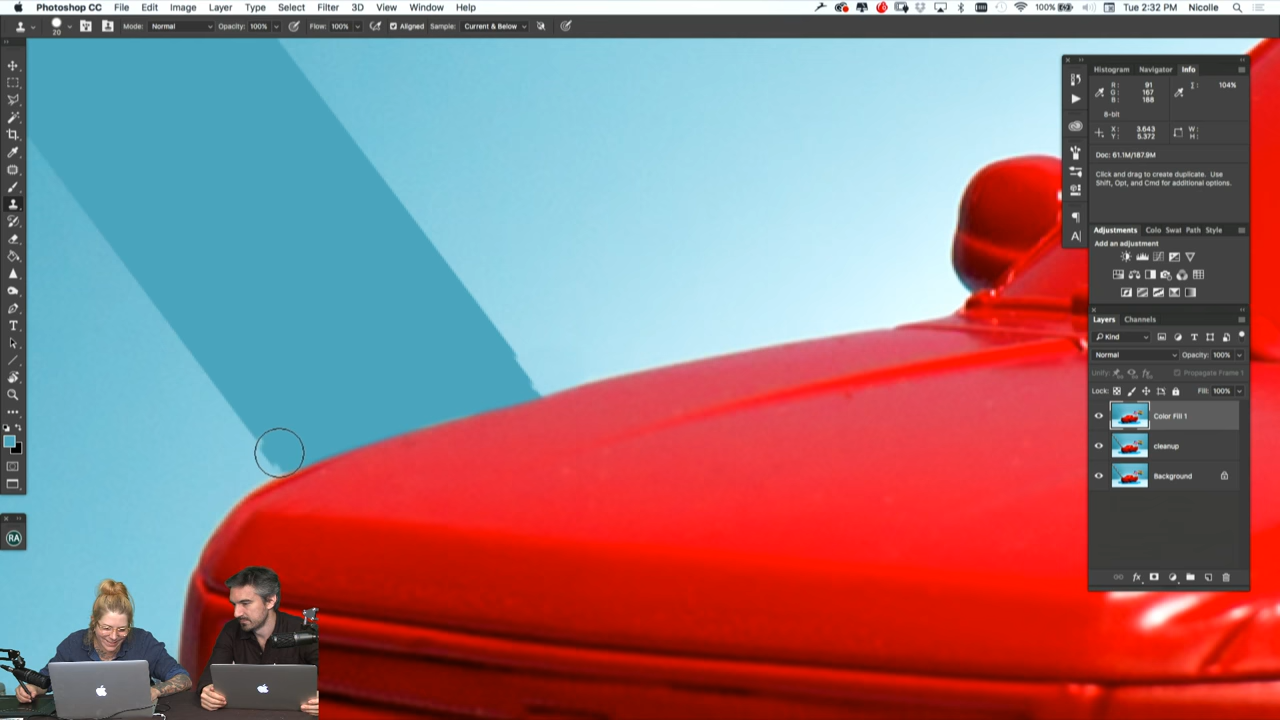 Photoshop CC File Edit Image Layer Type Select Filter 3D View Window Help 100% Tue 2:32 PM Nicolle
20 Mode: Normal Opacity: 100% Flow: 100% Aligned Sample: Current & Below
Histogram Navigator Info
R: 91
G: 167
B: 188
I: 104%
8-bit
X: 3.643
Y: 5.372
W:
H:
Doc: 61.1M/187.9M
Click and drag to create duplicate. Use
Shift, Opt, and Cmd for additional options.
Adjustments Colo Swat Path Style
Add an adjustment
Layers Channels
Kind
Normal Opacity: 100%
Unify: Propagate Frame 1
Lock: Fill: 100%
Color Fill 1
cleanup
Background
RA